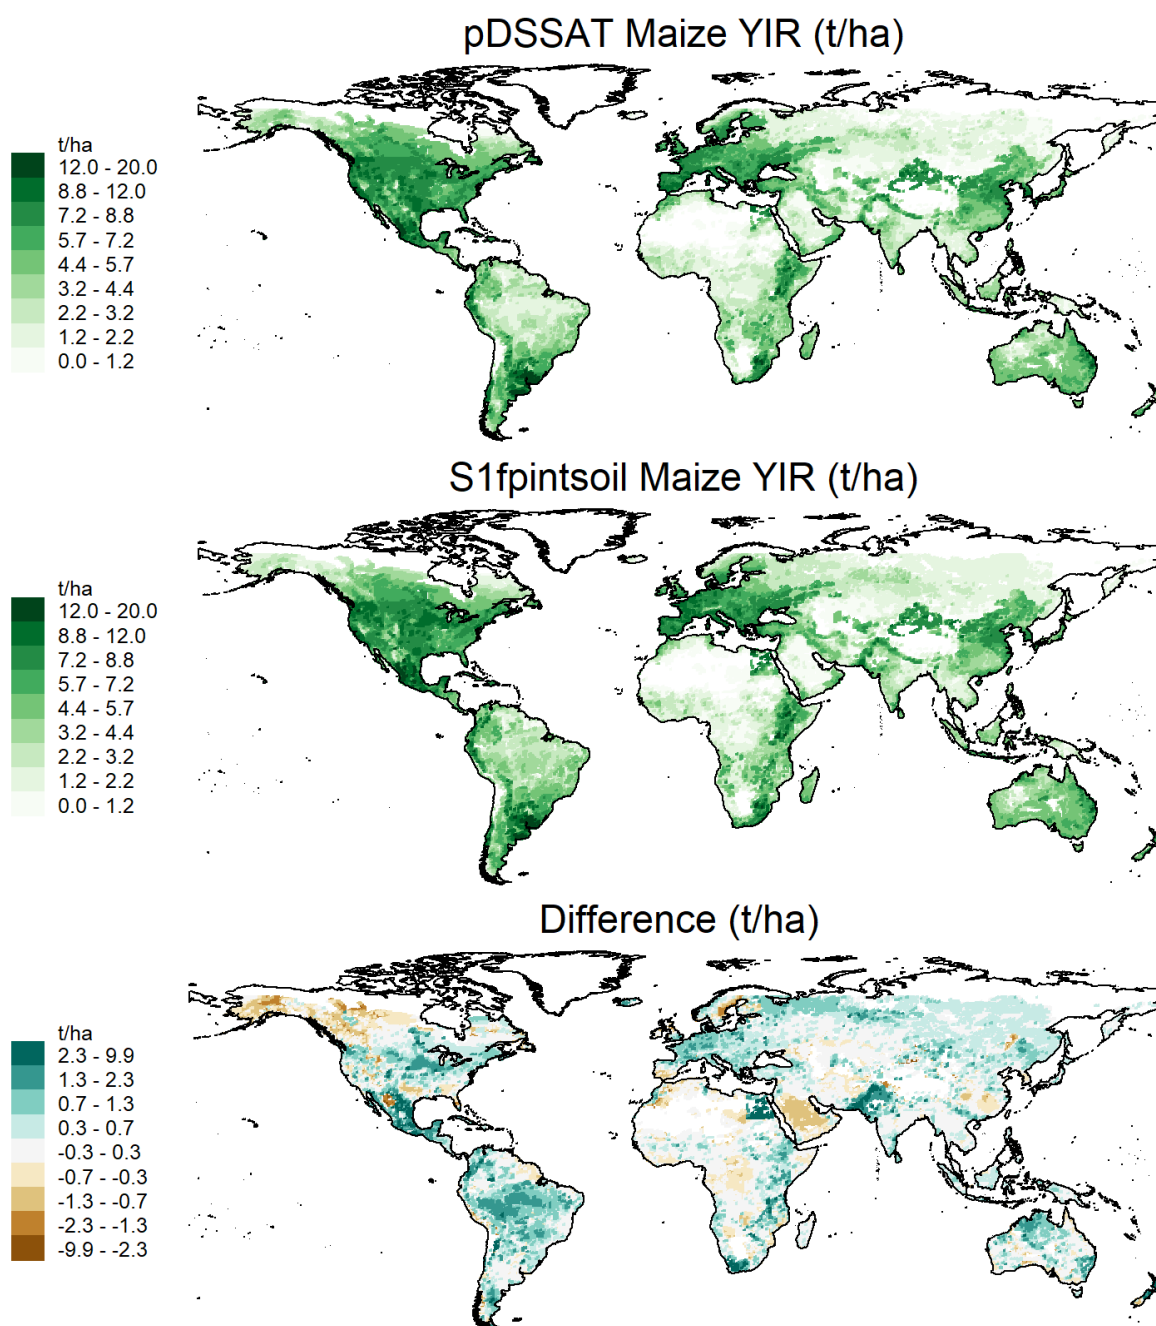 pDSSAT Maize YIR (t/ha)
t/ha
12.0 - 20.0
8.8 - 12.0
7.2 - 8.8
5.7 - 7.2
4.4 - 5.7
3.2 - 4.4
2.2 - 3.2
1.2 - 2.2
0.0 - 1.2
S1fpintsoil Maize YIR (t/ha)
t/ha
12.0 - 20.0
8.8 - 12.0
7.2 - 8.8
5.7 - 7.2
4.4 - 5.7
3.2 - 4.4
2.2 - 3.2
1.2 - 2.2
0.0 - 1.2
Difference (t/ha)
t/ha
2.3 - 9.9
1.3 - 2.3
0.7 - 1.3
0.3 - 0.7
-0.3 - 0.3
-0.7 - -0.3
-1.3 - -0.7
-2.3 - -1.3
-9.9 - -2.3